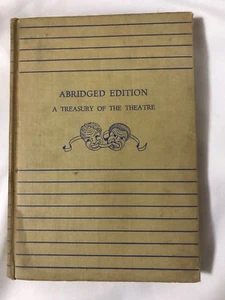 ABRIDGED EDITION
A TREASURY OF THE THEATRE